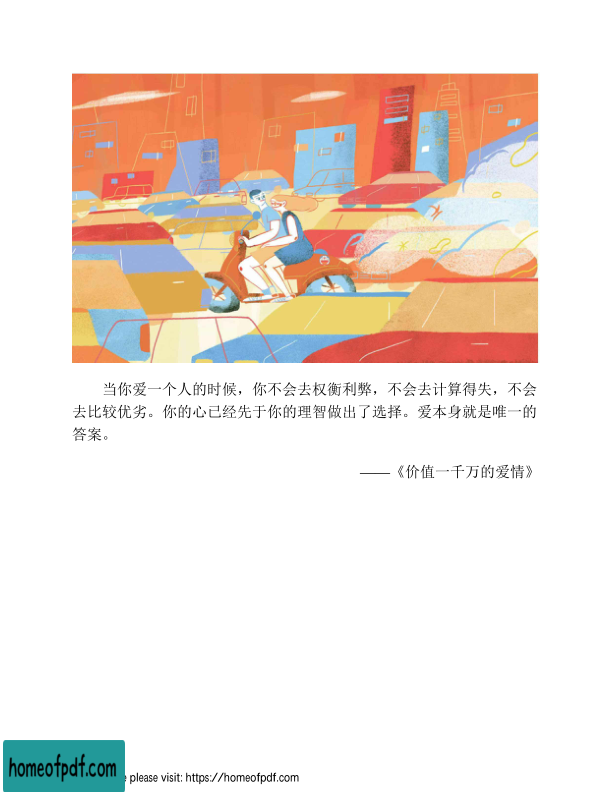 当你爱一个人的时候，你不会去权衡利弊，不会去计算得失，不会
去比较优劣。你的心已经先于你的理智做出了选择。爱本身就是唯一的
答案。
——《价值一千万的爱情》
homeofpdf.com
please visit: https://homeofpdf.com